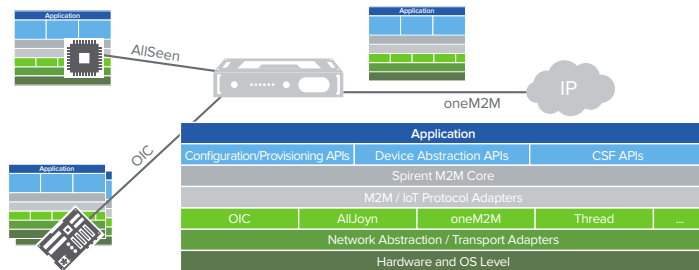 Application
Application
AllSeen
oneM2M
IP
OIC
Application
Application
Configuration/Provisioning APIs Device Abstraction APIs CSF APIs
Spirent M2M Core
M2M / IoT Protocol Adapters
OIC AllJoyn oneM2M Thread ...
Network Abstraction / Transport Adapters
Hardware and OS Level